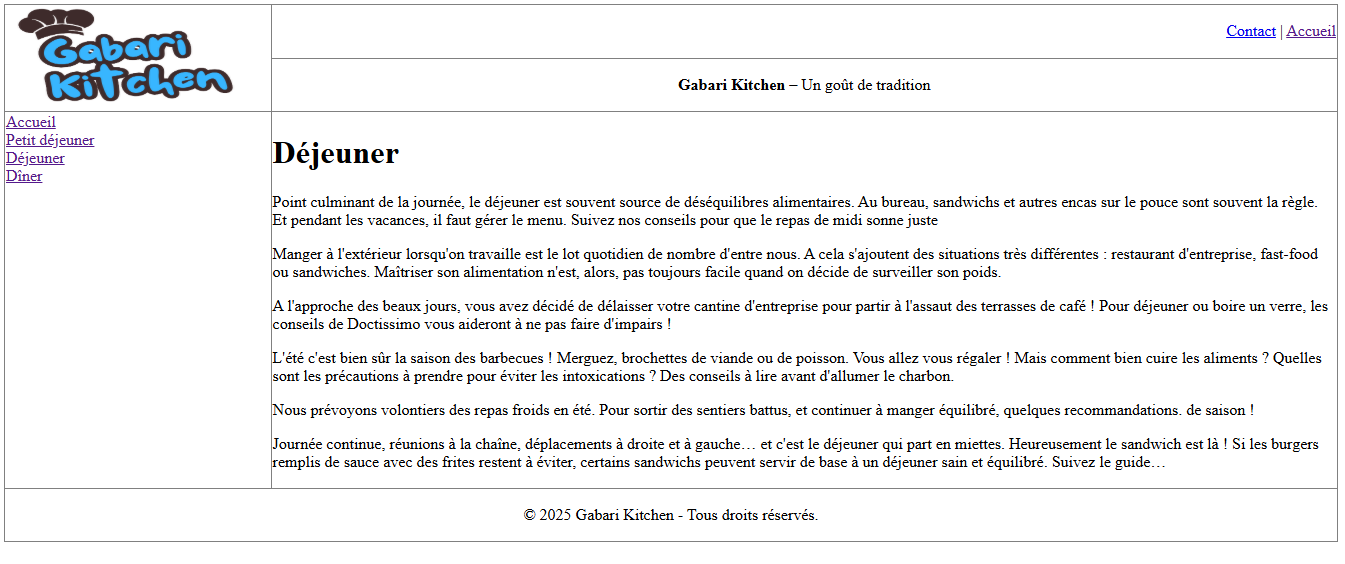 Gabari
Kitchen
Contact | Accueil
Gabari Kitchen – Un goût de tradition
Accueil
Petit déjeuner
Déjeuner
Dîner
Déjeuner
Point culminant de la journée, le déjeuner est souvent source de déséquilibres alimentaires. Au bureau, sandwichs et autres encas sur le pouce sont souvent la règle.
Et pendant les vacances, il faut gérer le menu. Suivez nos conseils pour que le repas de midi sonne juste
Manger à l'extérieur lorsqu'on travaille est le lot quotidien de nombre d'entre nous. A cela s'ajoutent des situations très différentes : restaurant d'entreprise, fast-food
ou sandwiches. Maîtriser son alimentation n'est, alors, pas toujours facile quand on décide de surveiller son poids.
A l'approche des beaux jours, vous avez décidé de délaisser votre cantine d'entreprise pour partir à l'assaut des terrasses de café ! Pour déjeuner ou boire un verre, les
conseils de Doctissimo vous aideront à ne pas faire d'impairs !
L'été c'est bien sûr la saison des barbecues ! Merguez, brochettes de viande ou de poisson. Vous allez vous régaler ! Mais comment bien cuire les aliments ? Quelles
sont les précautions à prendre pour éviter les intoxications ? Des conseils à lire avant d'allumer le charbon.
Nous prévoyons volontiers des repas froids en été. Pour sortir des sentiers battus, et continuer à manger équilibré, quelques recommandations. de saison !
Journée continue, réunions à la chaîne, déplacements à droite et à gauche… et c'est le déjeuner qui part en miettes. Heureusement le sandwich est là ! Si les burgers
remplis de sauce avec des frites restent à éviter, certains sandwichs peuvent servir de base à un déjeuner sain et équilibré. Suivez le guide…
© 2025 Gabari Kitchen - Tous droits réservés.